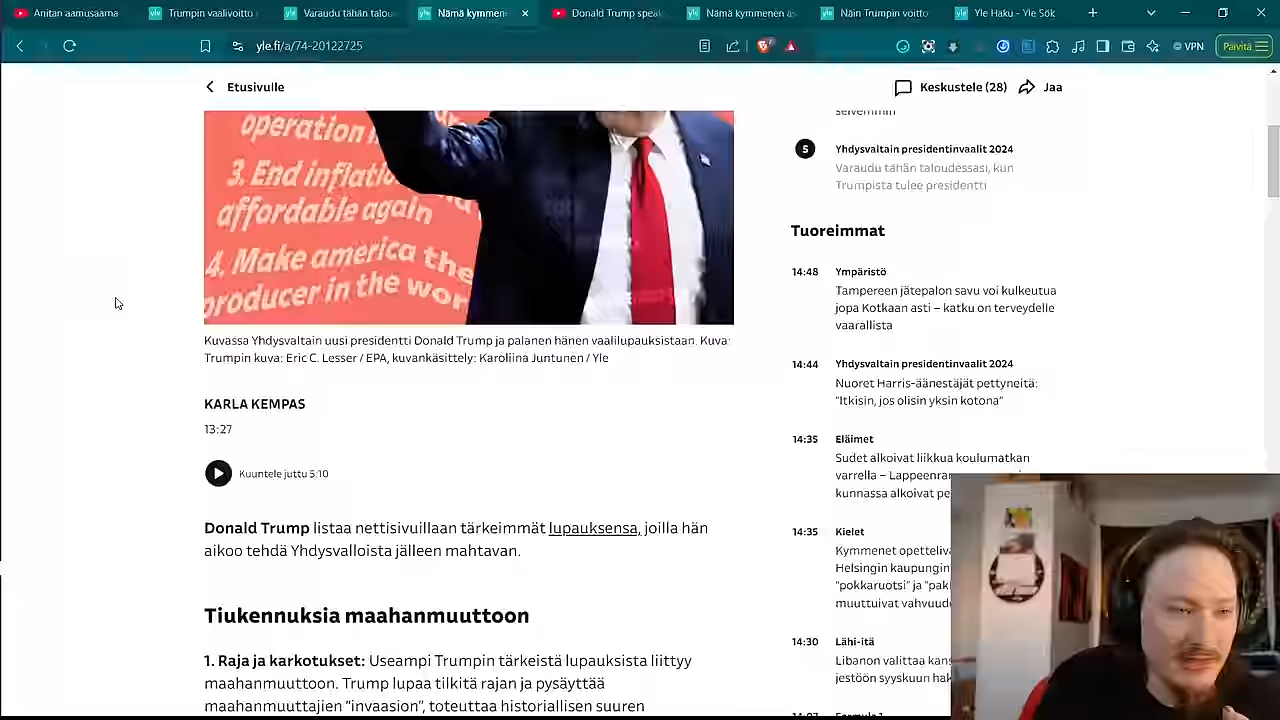 Anitan aamusaarna
Trumpin vaalivoitto
Varaudu tähän talou
Nämä kymmen
Donald Trump speak
Nämä kymmenen as
Näin Trumpin voitto
Yle Haku - Yle Sök
yle.fi/a/74-20122725
VPN
Päivitä
Etusivulle
Keskustele (28)
Jaa
operation
3. End inflatio
affordable again
4. Make america the
producer in the wor
Kuvassa Yhdysvaltain uusi presidentti Donald Trump ja palanen hänen vaalilupauksistaan. Kuva:
Trumpin kuva: Eric C. Lesser / EPA, kuvankäsittely: Karoliina Juntunen / Yle
KARLA KEMPAS
13:27
Kuuntele juttu 5:10
Donald Trump listaa nettisivuillaan tärkeimmät lupauksensa, joilla hän
aikoo tehdä Yhdysvalloista jälleen mahtavan.
Tiukennuksia maahanmuuttoon
1. Raja ja karkotukset: Useampi Trumpin tärkeistä lupauksista liittyy
maahanmuuttoon. Trump lupaa tilkitä rajan ja pysäyttää
maahanmuuttajien "invaasion", toteuttaa historiallisen suuren
selvemmin
5
Yhdysvaltain presidentinvaalit 2024
Varaudu tähän taloudessasi, kun
Trumpista tulee presidentti
Tuoreimmat
14:48 Ympäristö
Tampereen jätepalon savu voi kulkeutua
jopa Kotkaan asti – katku on terveydelle
vaarallista
14:44 Yhdysvaltain presidentinvaalit 2024
Nuoret Harris-äänestäjät pettyneitä:
"Itkisin, jos olisin yksin kotona"
14:35 Eläimet
Sudet alkoivat liikkua koulumatkan
varrella – Lappeenran
kunnassa alkoivat pe
14:35 Kielet
Kymmenet opetteliva
Helsingin kaupungin
"pokkaruotsi" ja "pak
muuttuivat vahvuud
14:30 Lähi-itä
Libanon valittaa kans
jestöön syyskuun hak
14:07 Formula 1